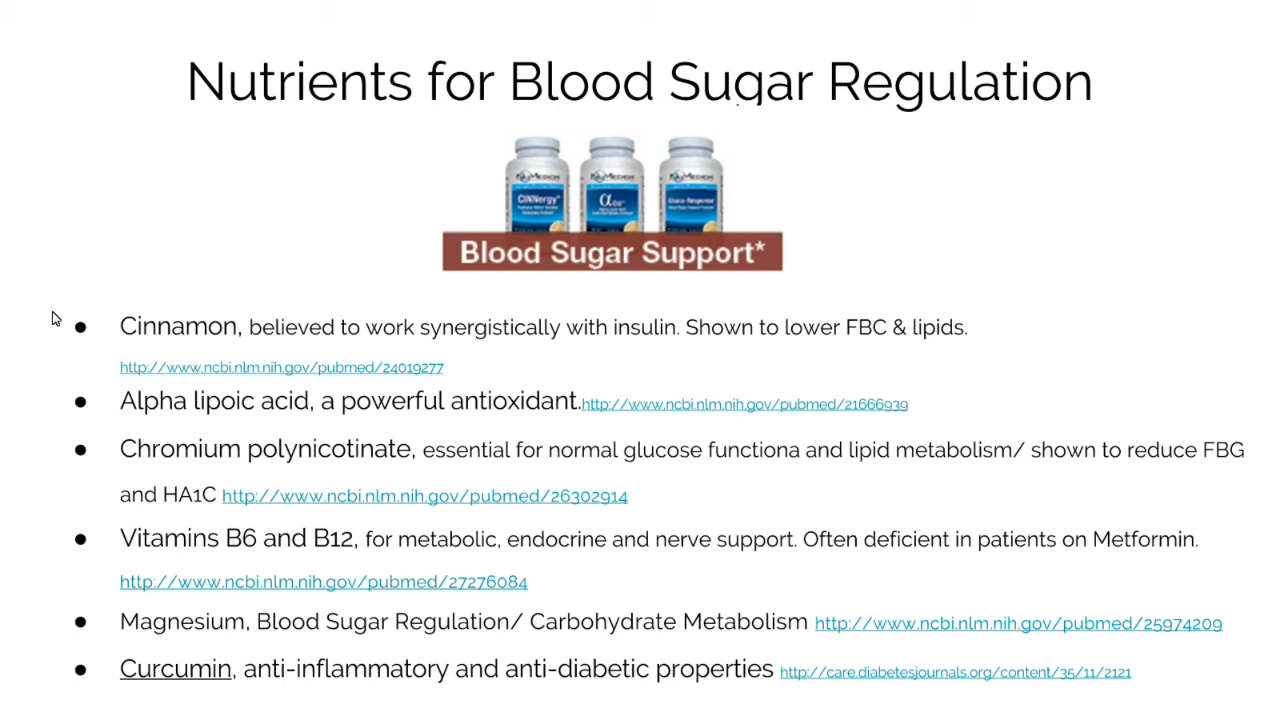 Nutrients for Blood Sugar Regulation
CINNergy
α
Gluco-Response
Blood Sugar Support*
● Cinnamon, believed to work synergistically with insulin. Shown to lower FBC & lipids.
http://www.ncbi.nlm.nih.gov/pubmed/24019277
● Alpha lipoic acid, a powerful antioxidant.http://www.ncbi.nlm.nih.gov/pubmed/21666939
● Chromium polynicotinate, essential for normal glucose functiona and lipid metabolism/ shown to reduce FBG
and HA1C http://www.ncbi.nlm.nih.gov/pubmed/26302914
● Vitamins B6 and B12, for metabolic, endocrine and nerve support. Often deficient in patients on Metformin.
http://www.ncbi.nlm.nih.gov/pubmed/27276084
● Magnesium, Blood Sugar Regulation/ Carbohydrate Metabolism http://www.ncbi.nlm.nih.gov/pubmed/25974209
● Curcumin, anti-inflammatory and anti-diabetic properties http://care.diabetesjournals.org/content/35/11/2121